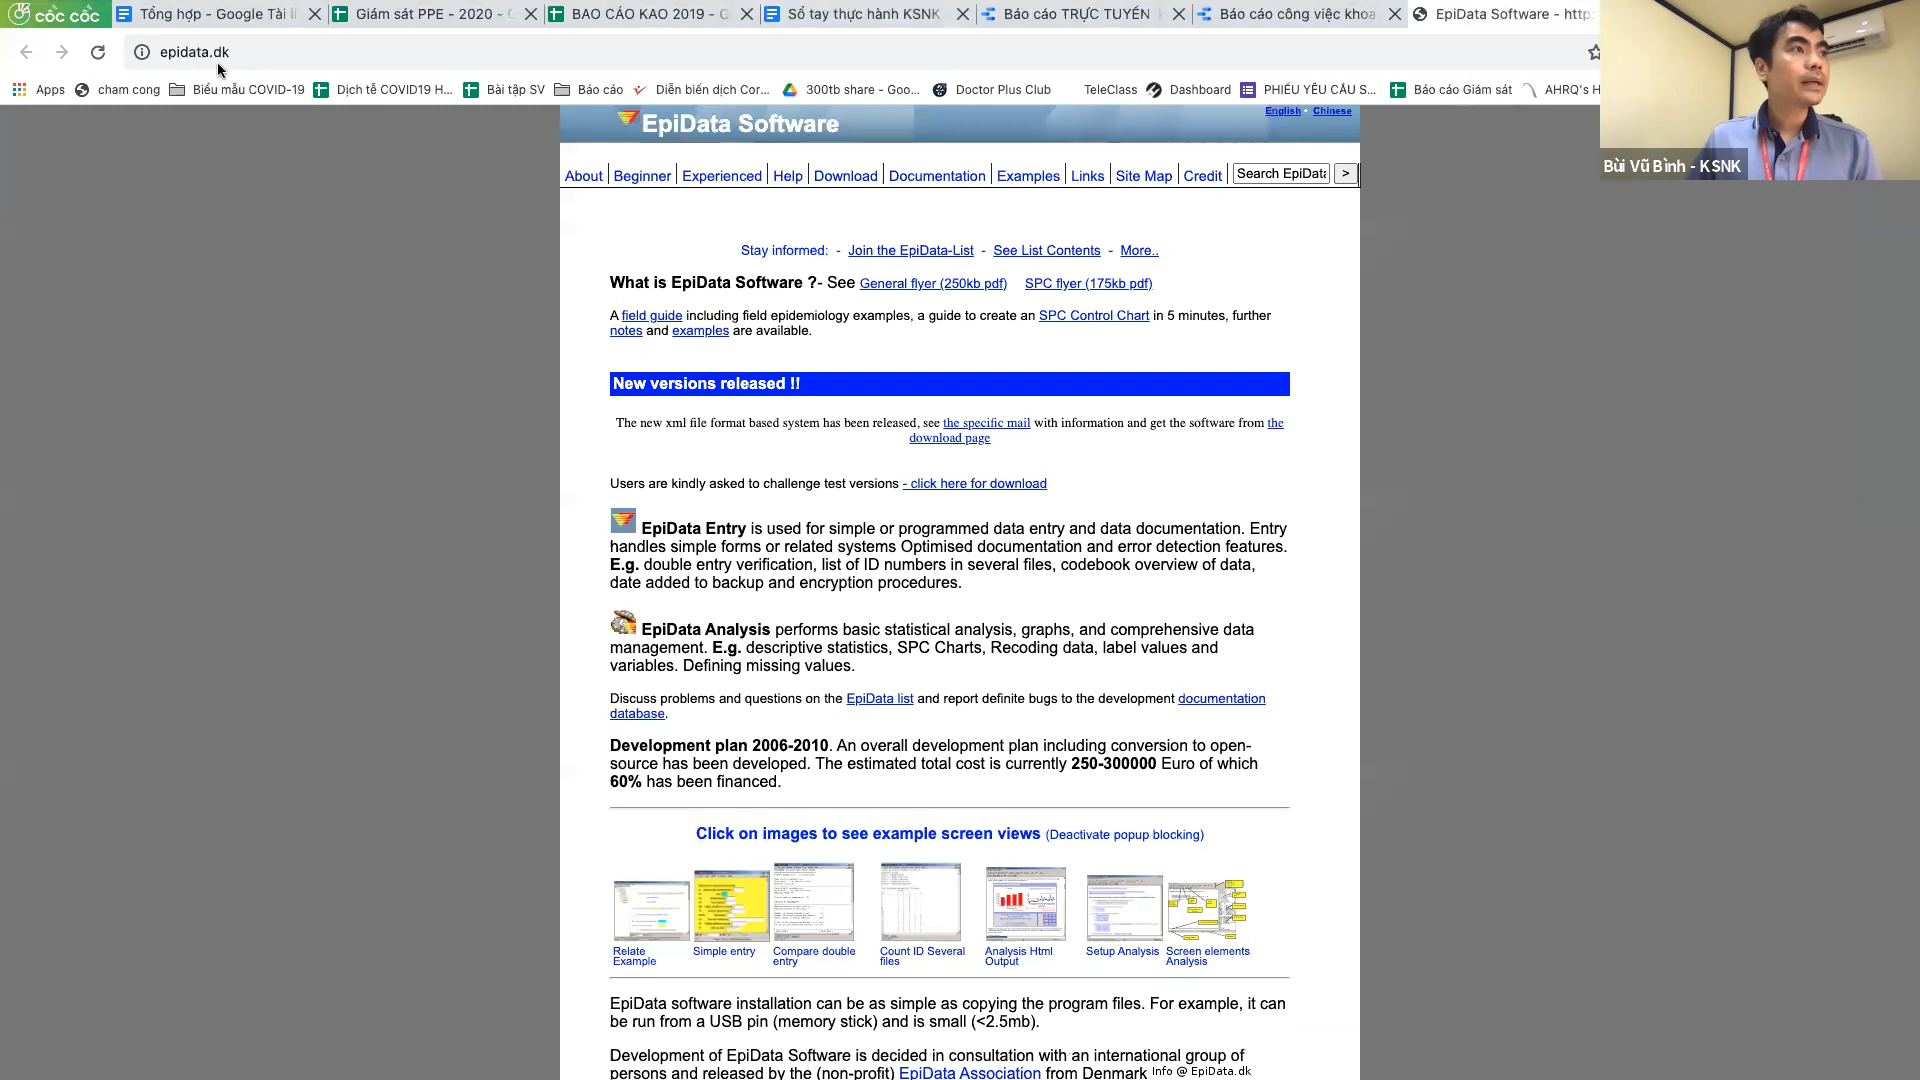 cốc cốc
Tổng hợp - Google Tài li
Giám sát PPE - 2020 -
BAO CÁO KAO 2019 - G
Sổ tay thực hành KSNK
Báo cáo TRỰC TUYẾN
Báo cáo công việc khoa
EpiData Software - http:
epidata.dk
Apps
cham cong
Biểu mẫu COVID-19
Dịch tễ COVID19 H...
Bài tập SV
Báo cáo
Diễn biến dịch Cor...
300tb share - Goo...
Doctor Plus Club
TeleClass
Dashboard
PHIẾU YÊU CẦU S...
Báo cáo Giám sát
AHRQ's H
Bùi Vũ Bình - KSNK
EpiData Software
English • Chinese
About | Beginner | Experienced | Help | Download | Documentation | Examples | Links | Site Map | Credit | Search EpiData >
Stay informed: - Join the EpiData-List - See List Contents - More..
What is EpiData Software ?- See General flyer (250kb pdf) SPC flyer (175kb pdf)
A field guide including field epidemiology examples, a guide to create an SPC Control Chart in 5 minutes, further
notes and examples are available.
New versions released !!
The new xml file format based system has been released, see the specific mail with information and get the software from the
download page
Users are kindly asked to challenge test versions - click here for download
EpiData Entry is used for simple or programmed data entry and data documentation. Entry
handles simple forms or related systems Optimised documentation and error detection features.
E.g. double entry verification, list of ID numbers in several files, codebook overview of data,
date added to backup and encryption procedures.
EpiData Analysis performs basic statistical analysis, graphs, and comprehensive data
management. E.g. descriptive statistics, SPC Charts, Recoding data, label values and
variables. Defining missing values.
Discuss problems and questions on the EpiData list and report definite bugs to the development documentation
database.
Development plan 2006-2010. An overall development plan including conversion to open-
source has been developed. The estimated total cost is currently 250-300000 Euro of which
60% has been financed.
Click on images to see example screen views (Deactivate popup blocking)
Relate
Example
Simple entry
Compare double
entry
Count ID Several
files
Analysis Html
Output
Setup Analysis
Screen elements
Analysis
EpiData software installation can be as simple as copying the program files. For example, it can
be run from a USB pin (memory stick) and is small (<2.5mb).
Development of EpiData Software is decided in consultation with an international group of
persons and released by the (non-profit) EpiData Association from Denmark Info @ EpiData.dk